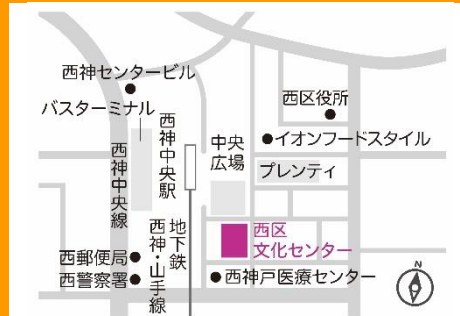 西神センタービル
バスターミナル
西神中央線
西神中央駅
地下鉄
西神・山手線
中央
広場
西区役所
イオンフードスタイル
プレンティ
西区
文化センター
西郵便局
西警察署
西神戸医療センター
N